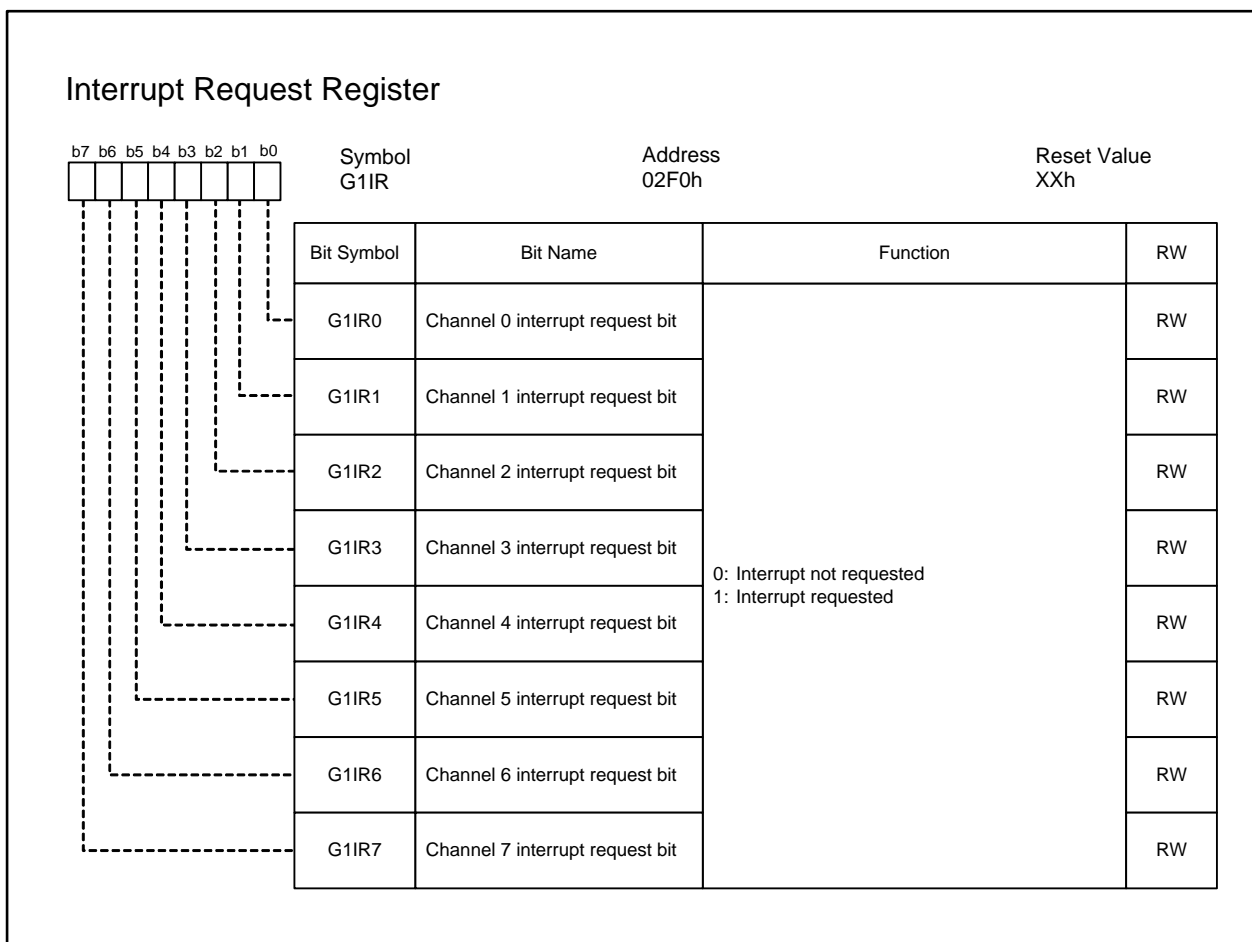 Interrupt Request Register
b7 b6 b5 b4 b3 b2 b1 b0
Symbol Address Reset Value
G1IR 02F0h XXh
Bit Symbol Bit Name Function RW
G1IR0 Channel 0 interrupt request bit RW
G1IR1 Channel 1 interrupt request bit RW
G1IR2 Channel 2 interrupt request bit RW
G1IR3 Channel 3 interrupt request bit RW
0: Interrupt not requested
1: Interrupt requested
G1IR4 Channel 4 interrupt request bit RW
G1IR5 Channel 5 interrupt request bit RW
G1IR6 Channel 6 interrupt request bit RW
G1IR7 Channel 7 interrupt request bit RW